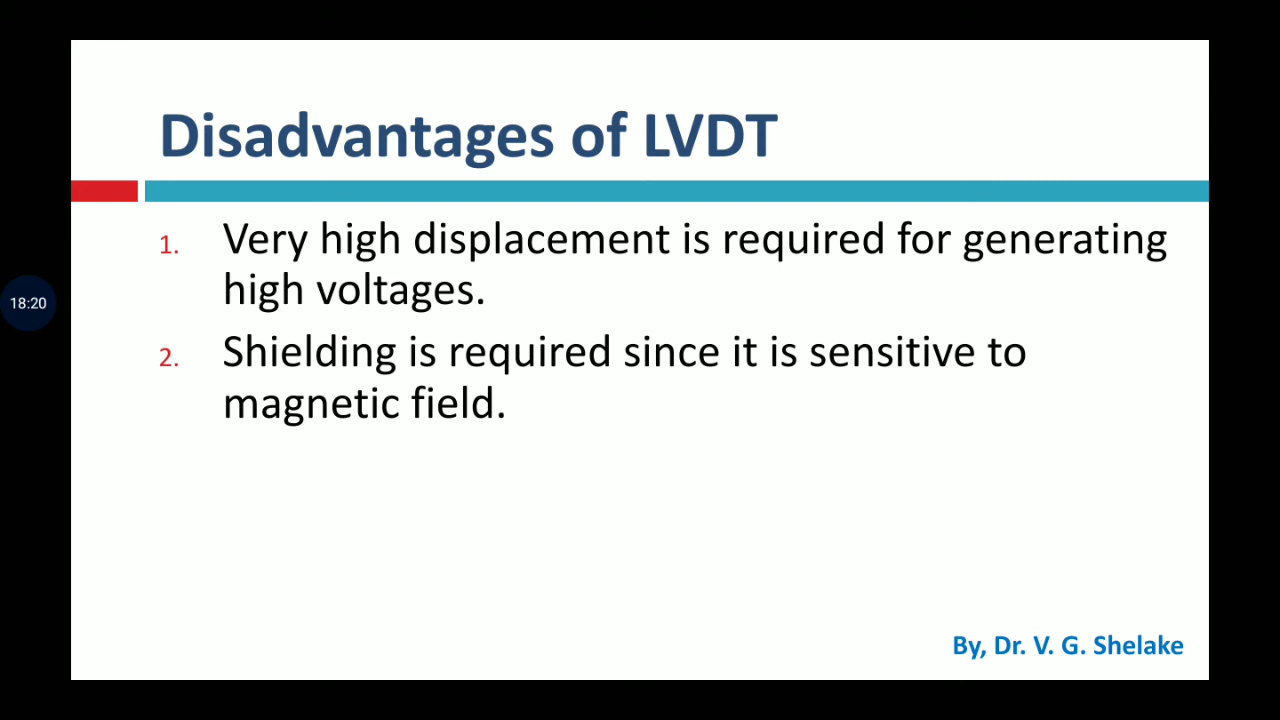 Disadvantages of LVDT
1. Very high displacement is required for generating
high voltages.
18:20
2. Shielding is required since it is sensitive to
magnetic field.
By, Dr. V. G. Shelake